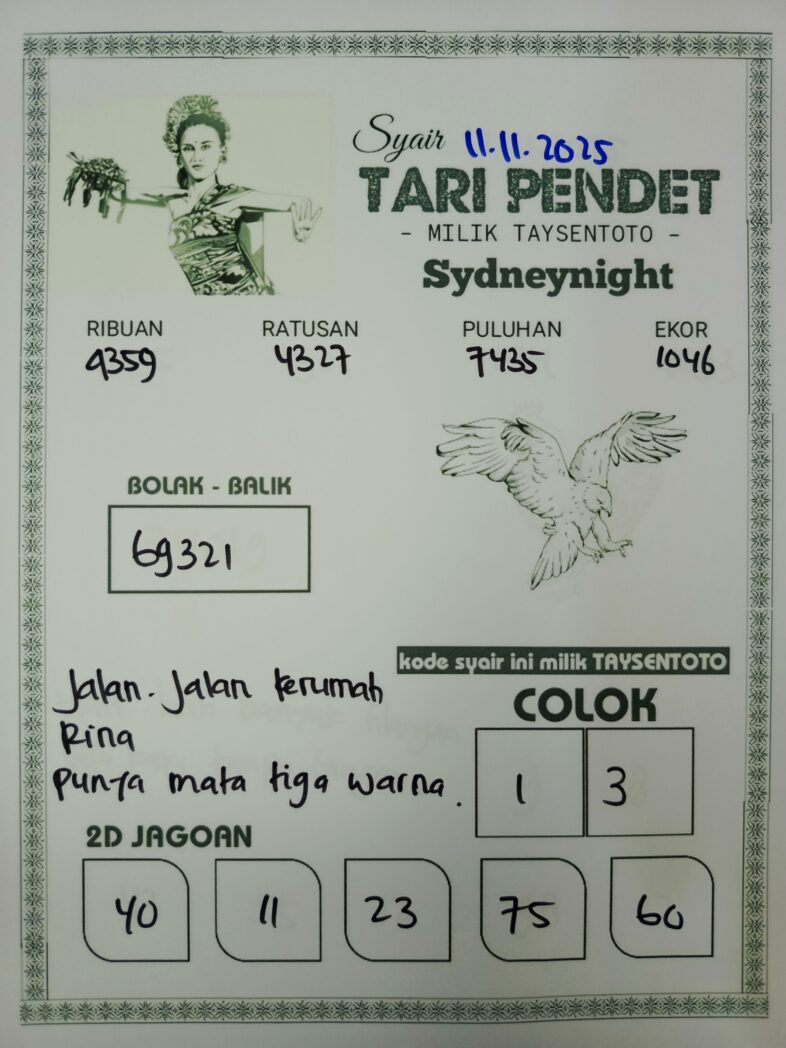 Syair 11.11.2025
TARI PENDET
- MILIK TAYSENTOTO -
Sydneynight
RIBUAN RATUSAN PULUHAN EKOR
9359 4327 7435 1046
BOLAK - BALIK
69321
kode syair ini milik TAYSENTOTO
Jalan. Jalan kerumah
Rina
Punya mata tiga warna.
COLOK
1 3
2D JAGOAN
40 11 23 75 60